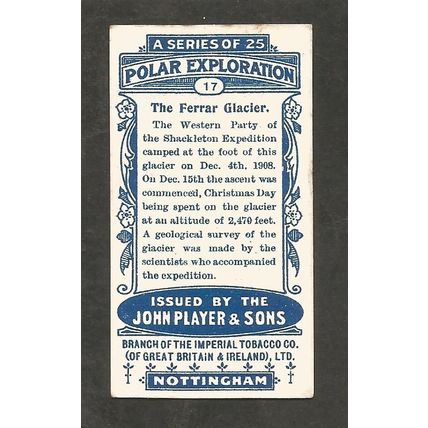 A SERIES OF 25
POLAR EXPLORATION
17
The Ferrar Glacier.
The Western Party of
the Shackleton Expedition
camped at the foot of this
glacier on Dec. 4th, 1908.
On Dec. 15th the ascent was
commenced, Christmas Day
being spent on the glacier
at an altitude of 2,470 feet.
A geological survey of the
glacier was made by the
scientists who accompanied
the expedition.
ISSUED BY THE
JOHN PLAYER & SONS
BRANCH OF THE IMPERIAL TOBACCO CO.
(OF GREAT BRITAIN & IRELAND), LTD.
NOTTINGHAM